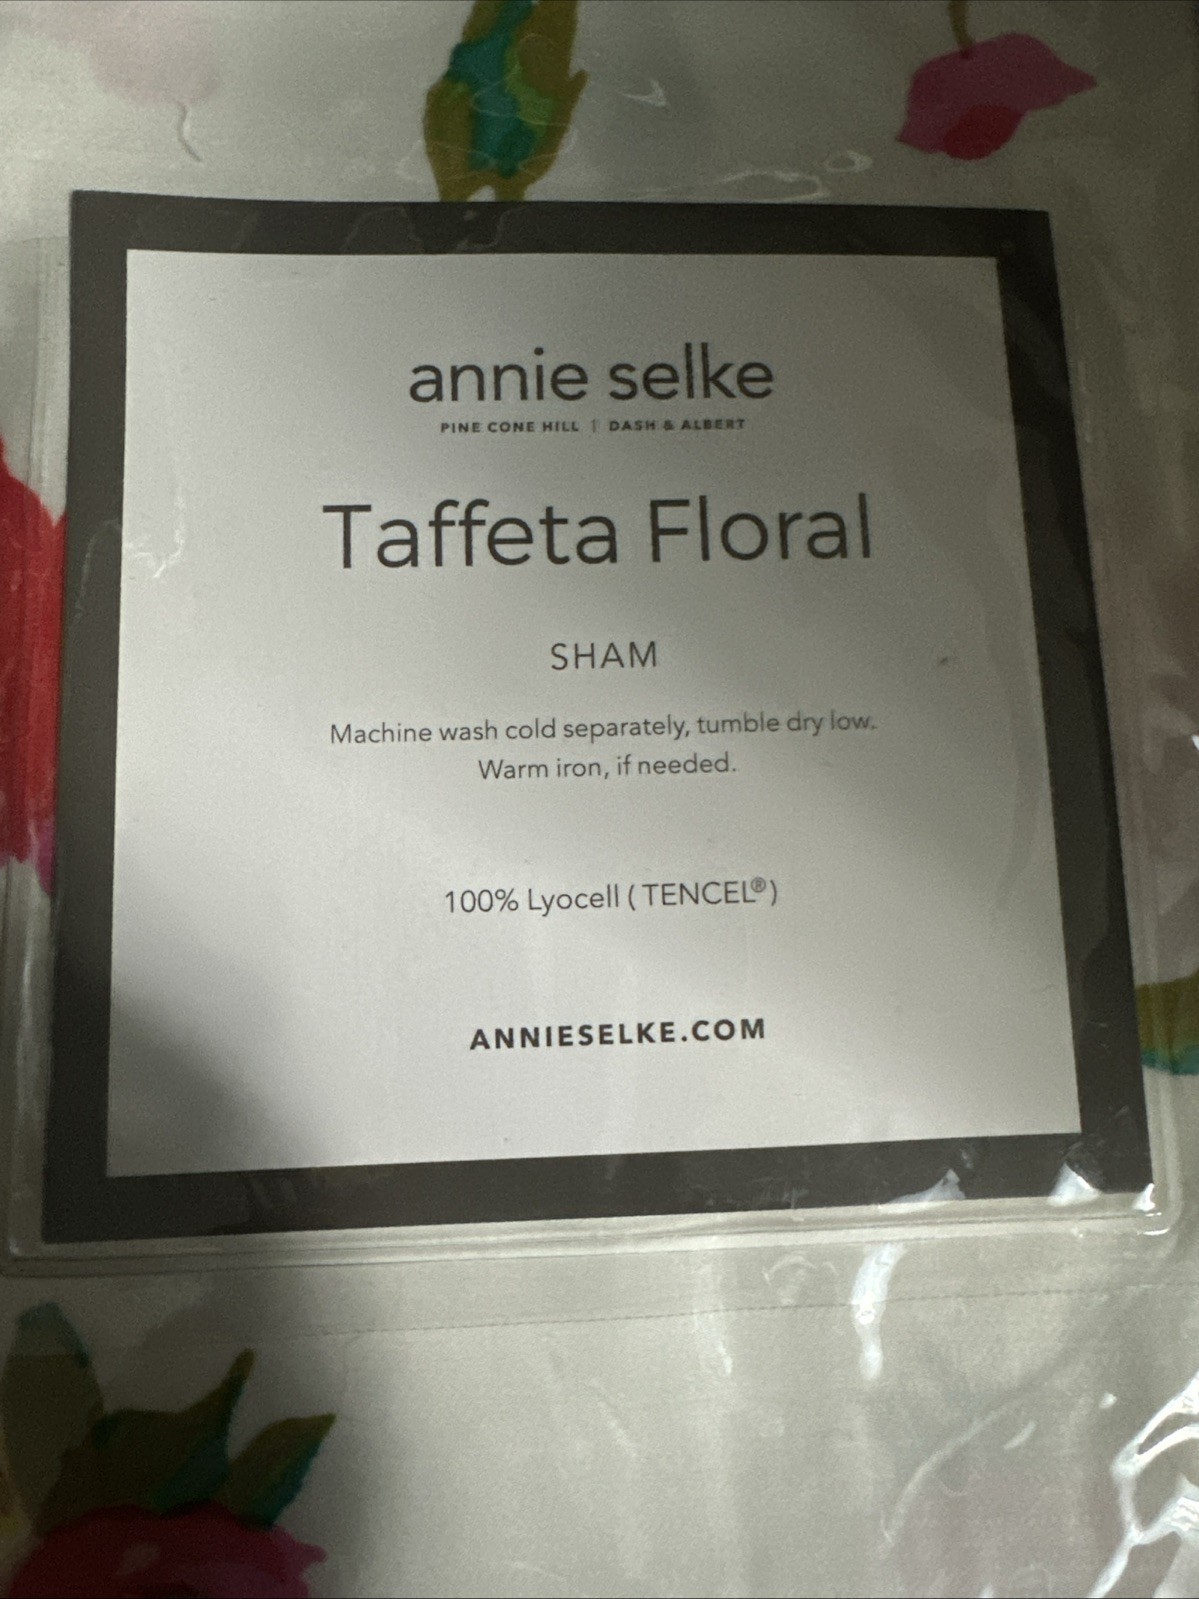 annie selke
PINE CONE HILL | DASH & ALBERT
Taffeta Floral
SHAM
Machine wash cold separately, tumble dry low.
Warm iron, if needed.
100% Lyocell ( TENCEL® )
ANNIESELKE.COM